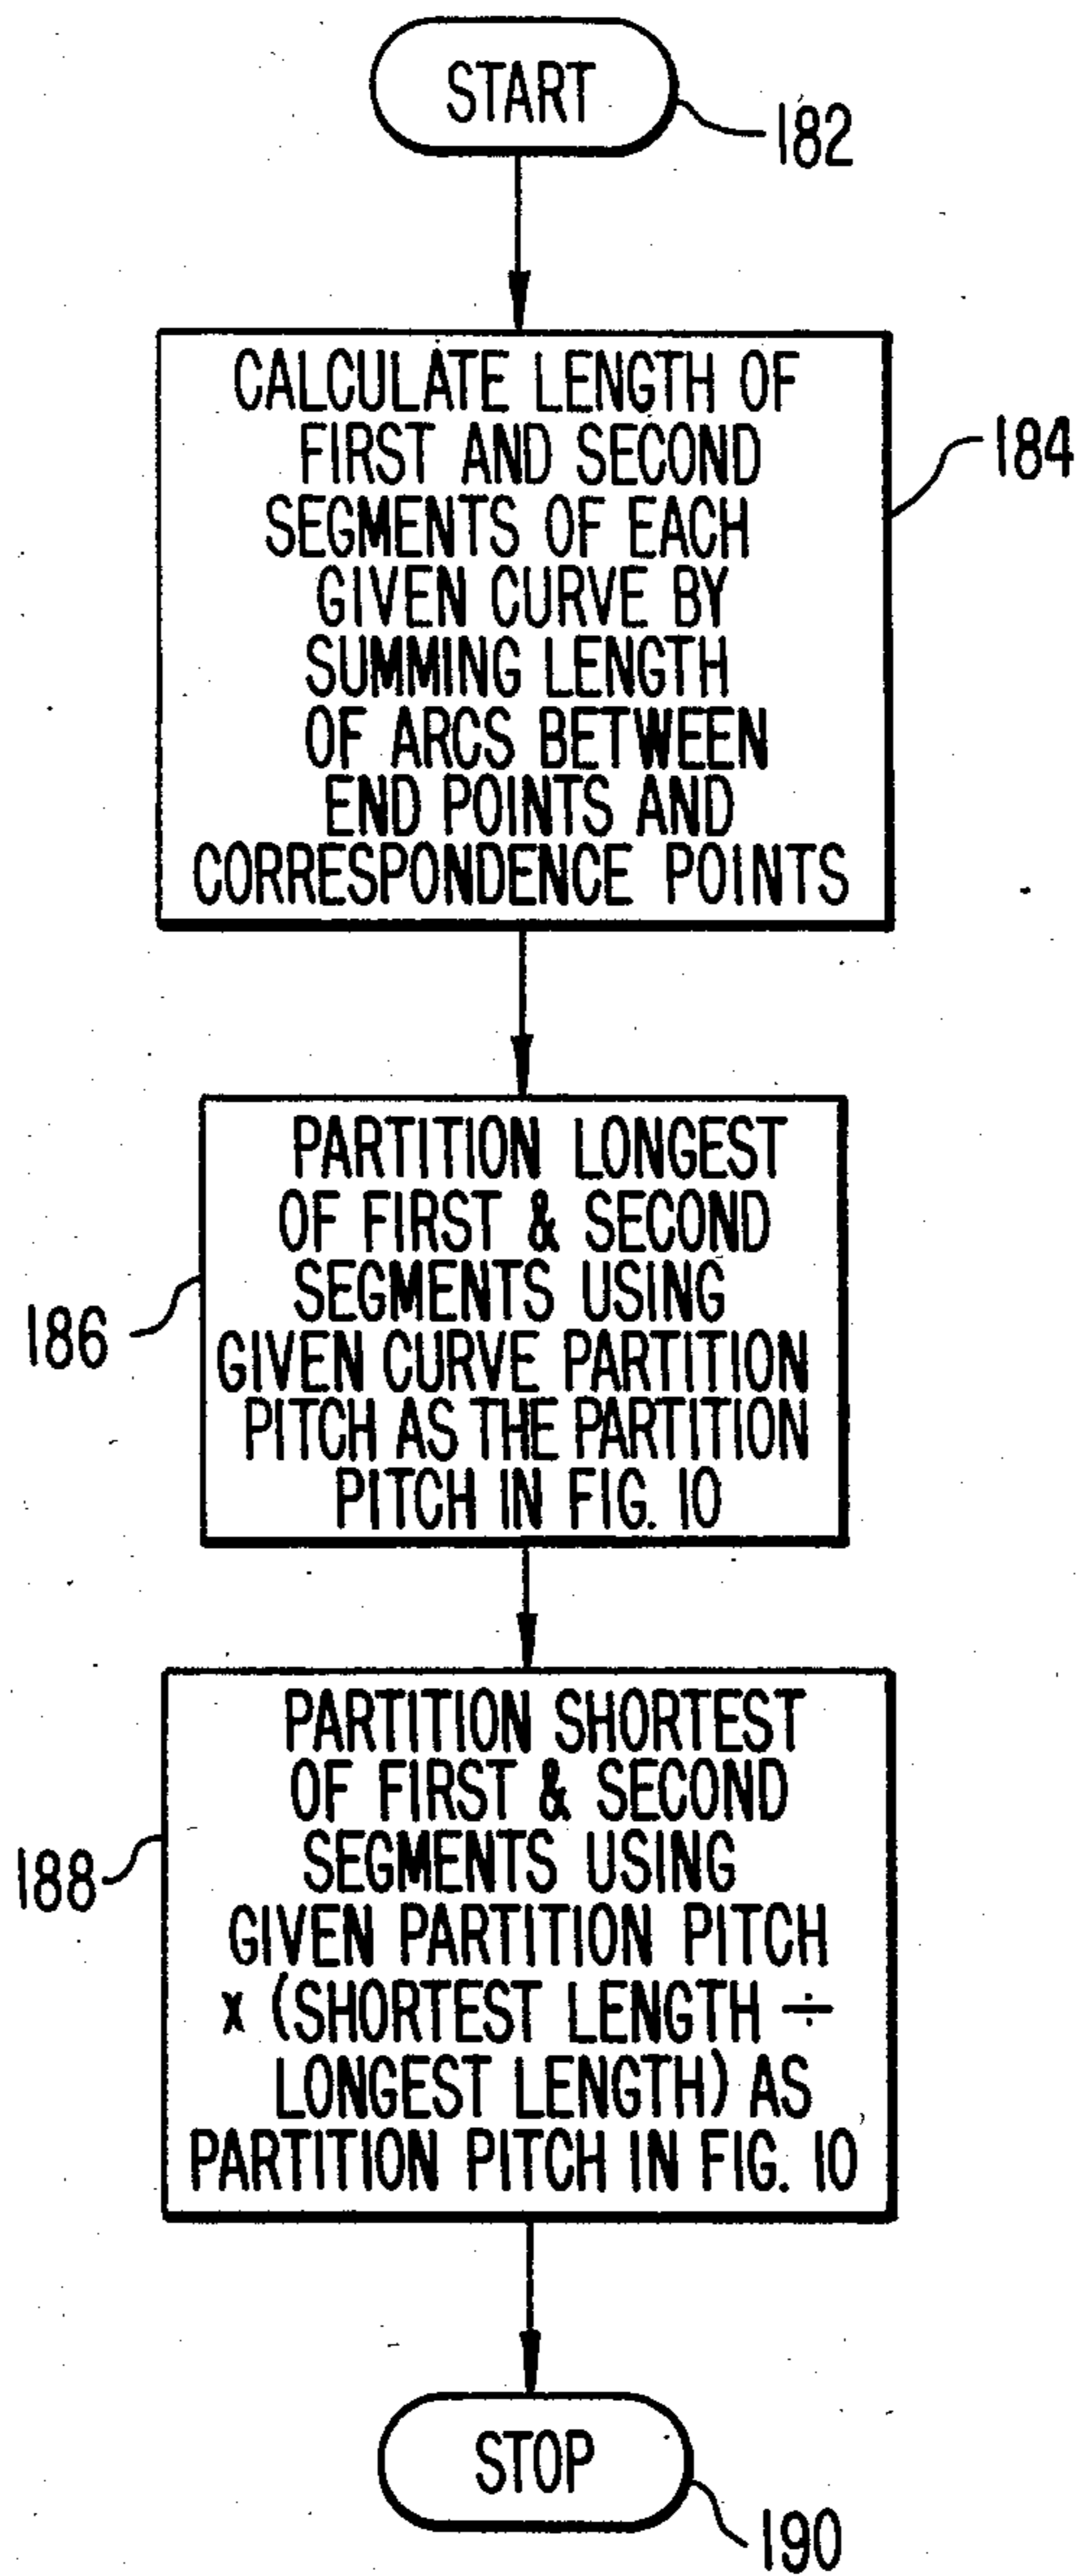 START
182
CALCULATE LENGTH OF
FIRST AND SECOND
SEGMENTS OF EACH
GIVEN CURVE BY
SUMMING LENGTH
OF ARCS BETWEEN
END POINTS AND
CORRESPONDENCE POINTS
184
PARTITION LONGEST
OF FIRST & SECOND
SEGMENTS USING
GIVEN CURVE PARTITION
PITCH AS THE PARTITION
PITCH IN FIG. 10
186
PARTITION SHORTEST
OF FIRST & SECOND
SEGMENTS USING
GIVEN PARTITION PITCH
x (SHORTEST LENGTH ÷
LONGEST LENGTH) AS
PARTITION PITCH IN FIG. 10
188
STOP
190